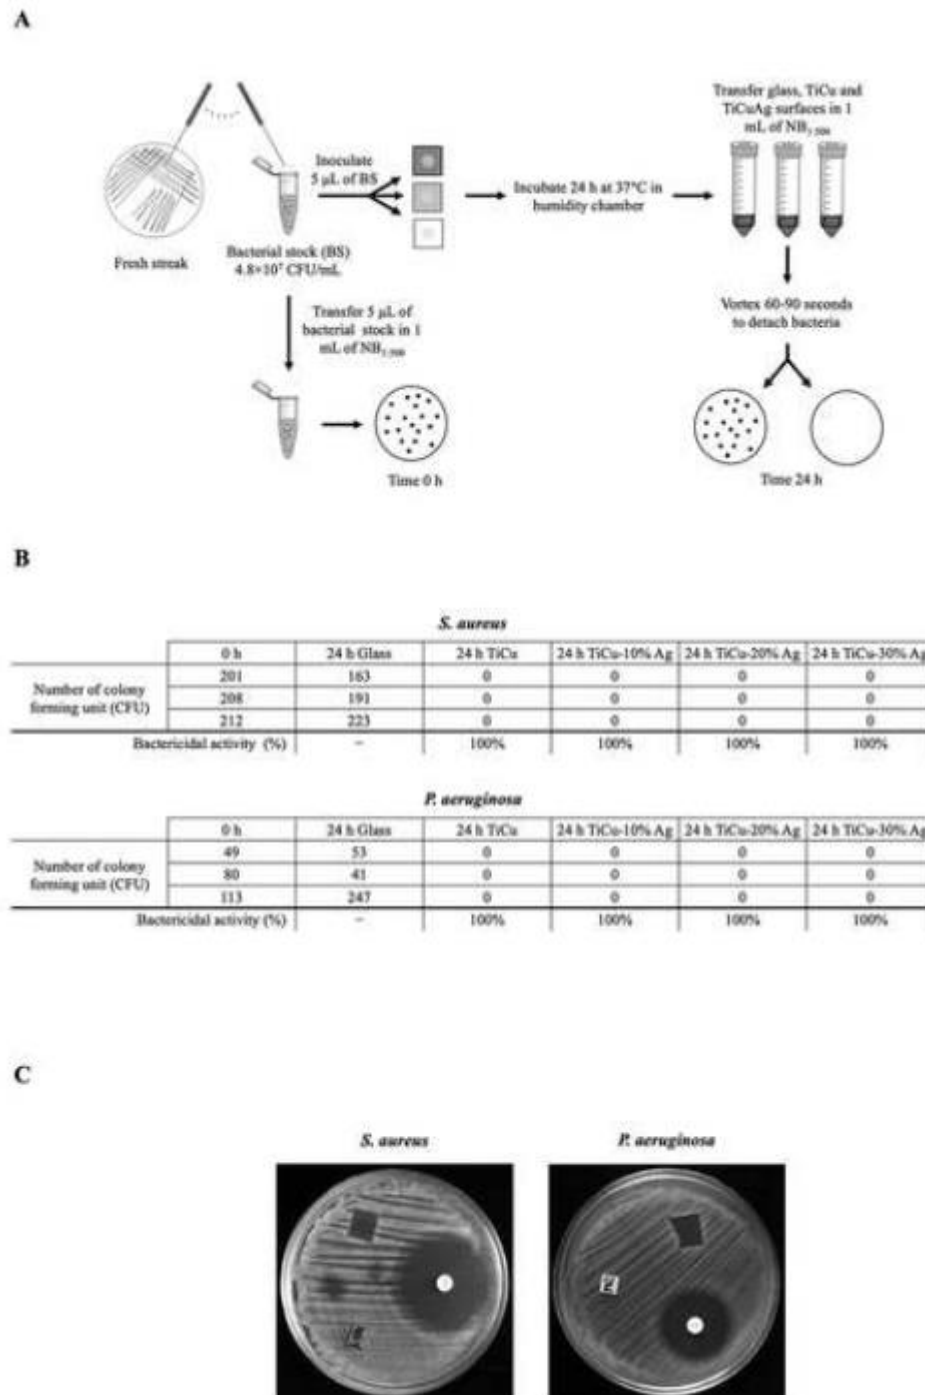 A
Transfer glass, TiCu and
TiCuAg surfaces in 1
mL of NB1:500
Inoculate
5 µL of BS
Incubate 24 h at 37°C in
humidity chamber
Fresh streak
Bacterial stock (BS)
4.8×10⁷ CFU/mL
Transfer 5 µL of
bacterial stock in 1
mL of NB1:500
Vortex 60-90 seconds
to detach bacteria
Time 0 h
Time 24 h
B
S. aureus
0 h 24 h Glass 24 h TiCu 24 h TiCu-10% Ag 24 h TiCu-20% Ag 24 h TiCu-30% Ag
Number of colony
forming unit (CFU)
201 163 0 0 0 0
208 191 0 0 0 0
212 223 0 0 0 0
Bactericidal activity (%) – 100% 100% 100% 100%
P. aeruginosa
0 h 24 h Glass 24 h TiCu 24 h TiCu-10% Ag 24 h TiCu-20% Ag 24 h TiCu-30% Ag
Number of colony
forming unit (CFU)
49 53 0 0 0 0
80 41 0 0 0 0
113 247 0 0 0 0
Bactericidal activity (%) – 100% 100% 100% 100%
C
S. aureus P. aeruginosa